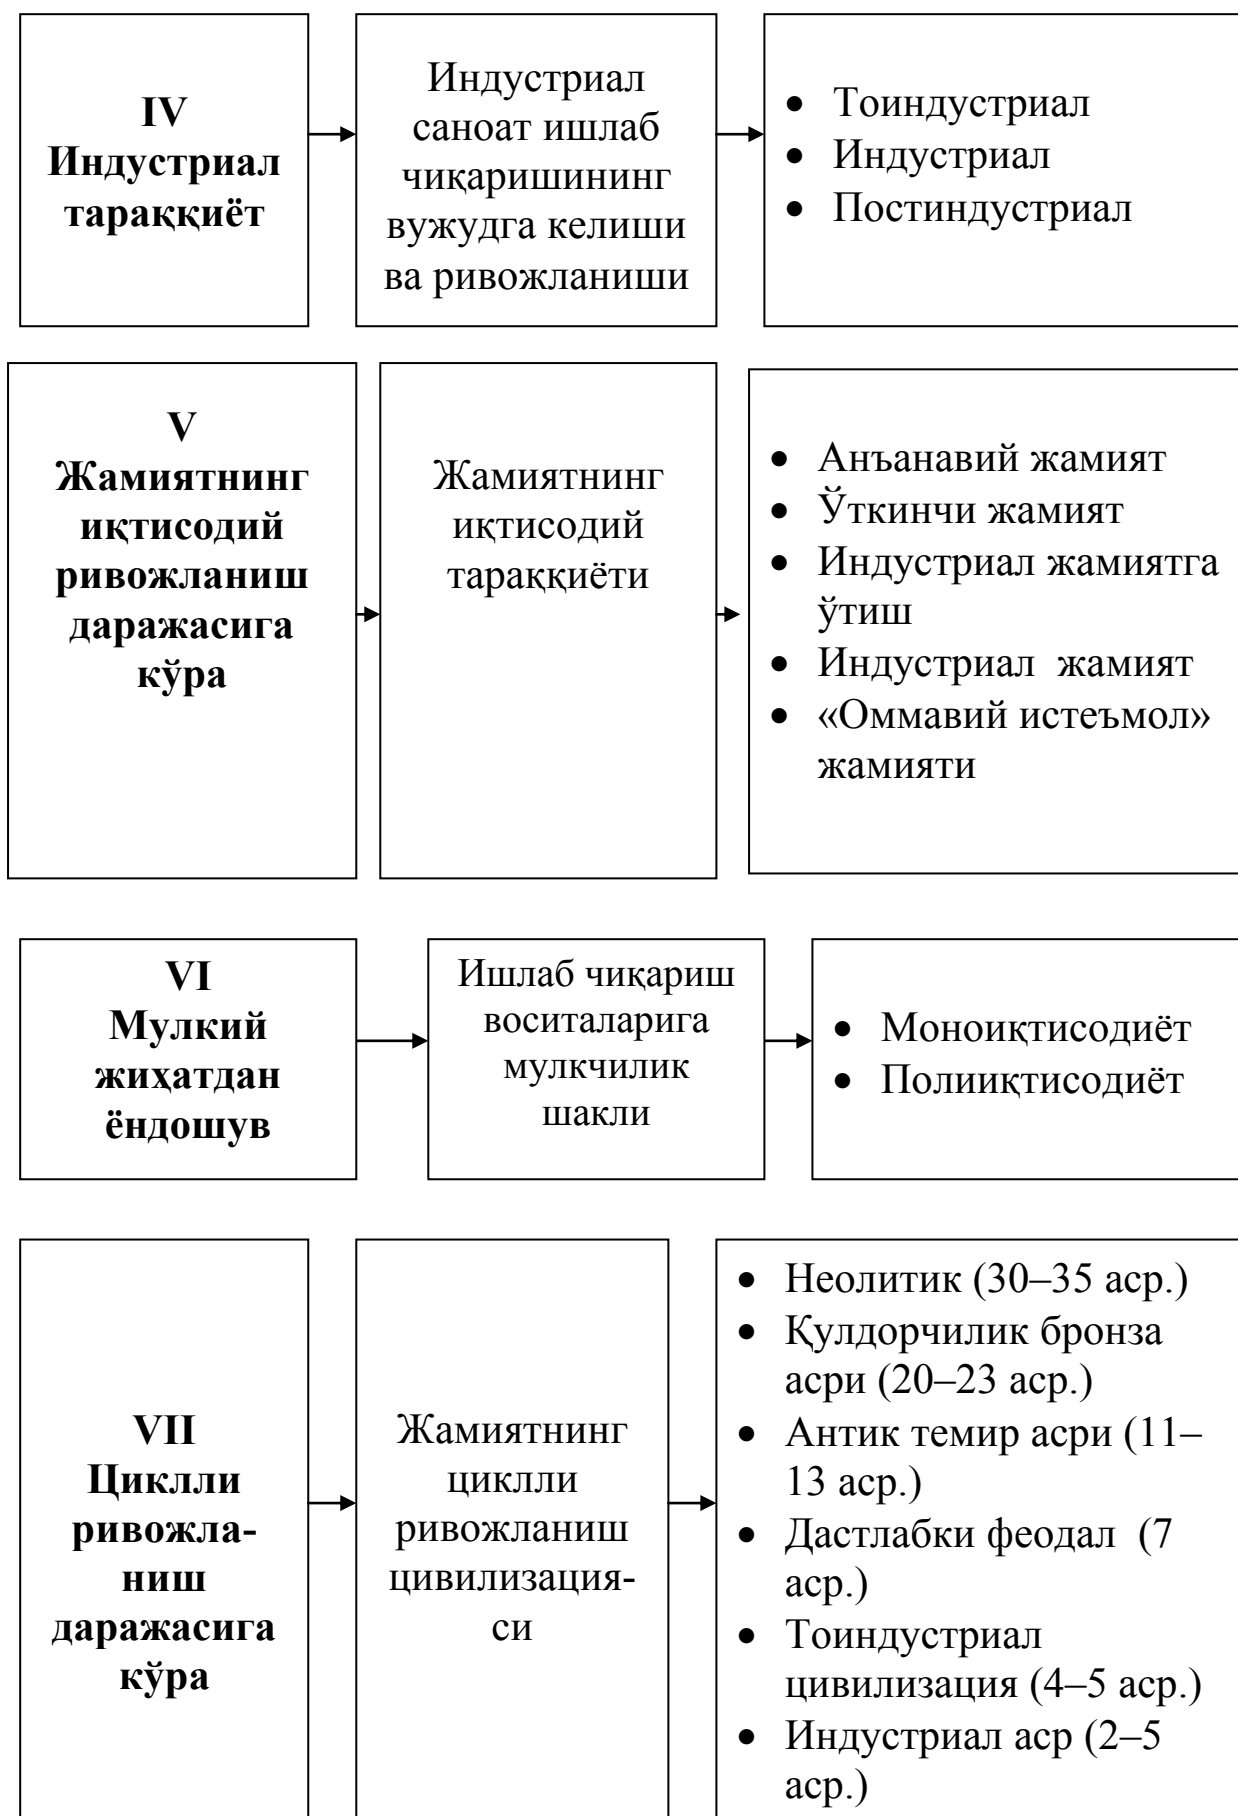 IV
Индустриал
тараққиёт
Индустриал
саноат ишлаб
чиқаришининг
вужудга келиши
ва ривожланиши
• Тоиндустриал
• Индустриал
• Постиндустриал
V
Жамиятнинг
иқтисодий
ривожланиш
даражасига
кўра
Жамиятнинг
иқтисодий
тараққиёти
• Анъанавий жамият
• Ўткинчи жамият
• Индустриал жамиятга
ўтиш
• Индустриал жамият
• «Оммавий истеъмол»
жамияти
VI
Мулкий
жиҳатдан
ёндошув
Ишлаб чиқариш
воситаларига
мулкчилик
шакли
• Моноиқтисодиёт
• Полииқтисодиёт
VII
Циклли
ривожла-
ниш
даражасига
кўра
Жамиятнинг
циклли
ривожланиш
цивилизация-
си
• Неолитик (30–35 аср.)
• Қулдорчилик бронза
асри (20–23 аср.)
• Антик темир асри (11–
13 аср.)
• Дастлабки феодал (7
аср.)
• Тоиндустриал
цивилизация (4–5 аср.)
• Индустриал аср (2–5
аср.)